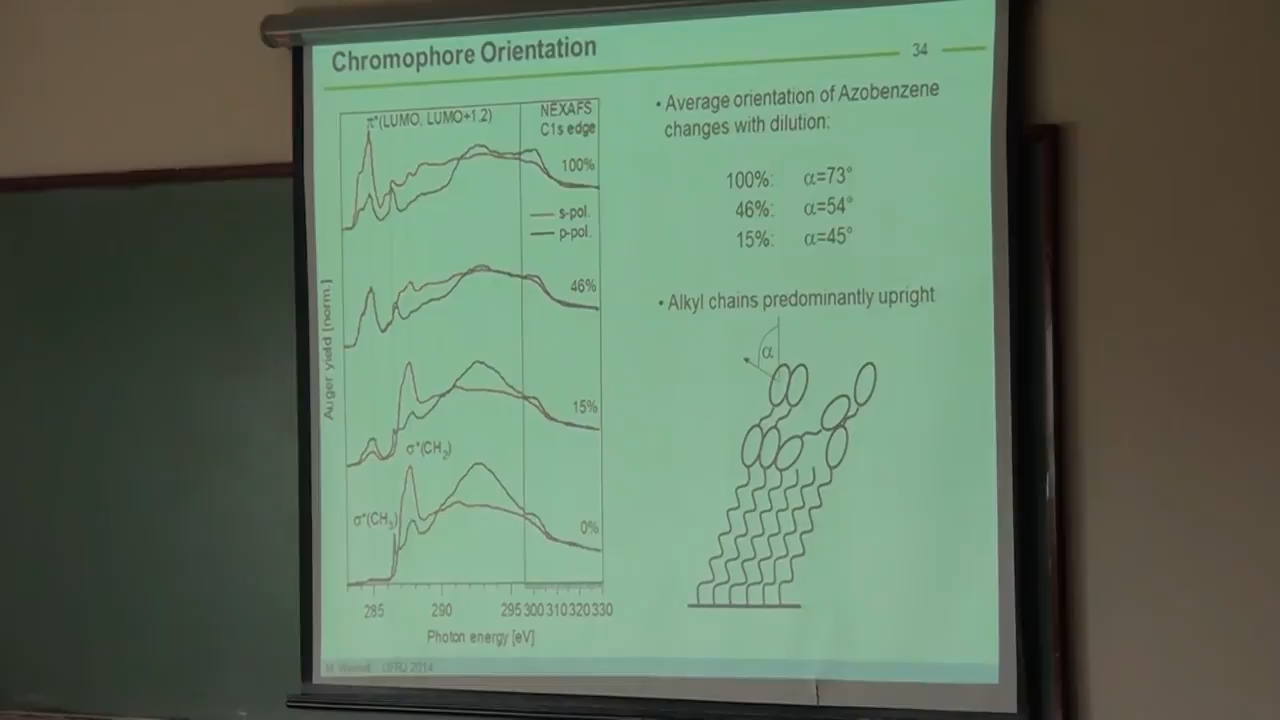 Chromophore Orientation
34
π*(LUMO, LUMO+1,2)
NEXAFS
C1s edge
100%
s-pol.
p-pol.
46%
15%
σ*(CH₂)
σ*(CH₃)
0%
Auger yield [norm.]
285 290 295 300 310 320 330
Photon energy [eV]
• Average orientation of Azobenzene
changes with dilution:
100%: α=73°
46%: α=54°
15%: α=45°
• Alkyl chains predominantly upright
α
UFRJ 2014